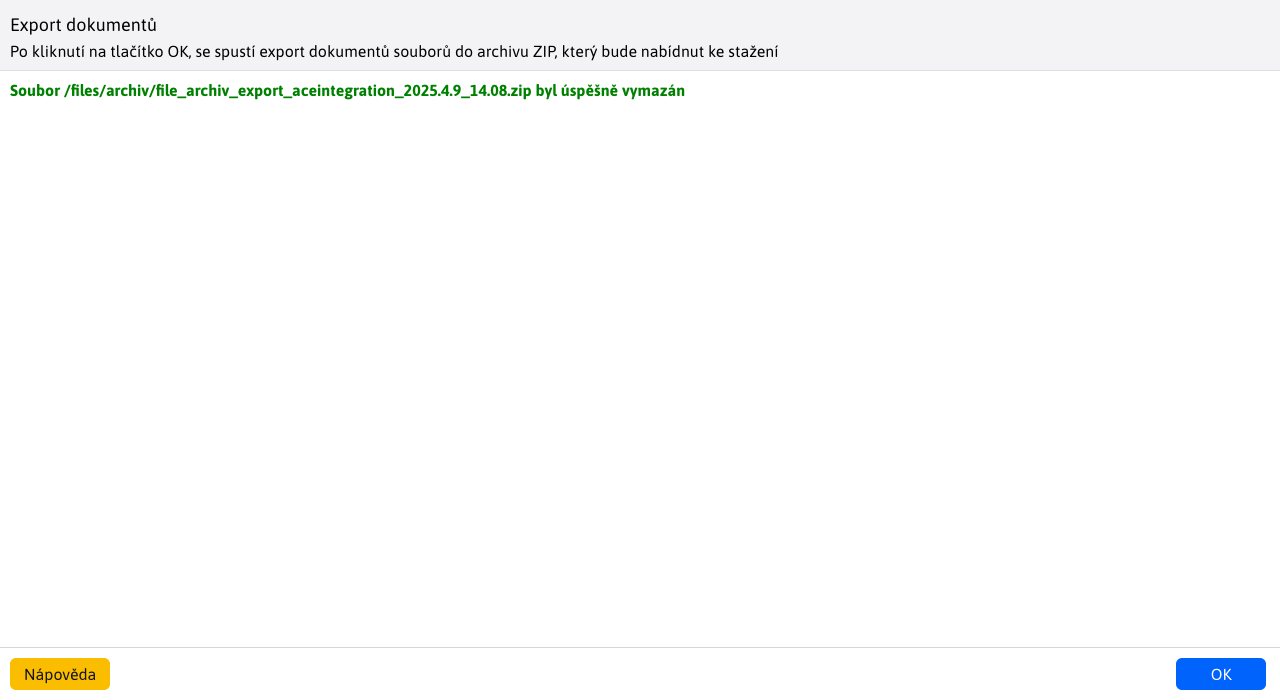 Export dokumentů
Po kliknutí na tlačítko OK, se spustí export dokumentů souborů do archivu ZIP, který bude nabídnut ke stažení
Soubor /files/archiv/file_archiv_export_aceintegration_2025.4.9_14.08.zip byl úspěšně vymazán
Nápověda
OK